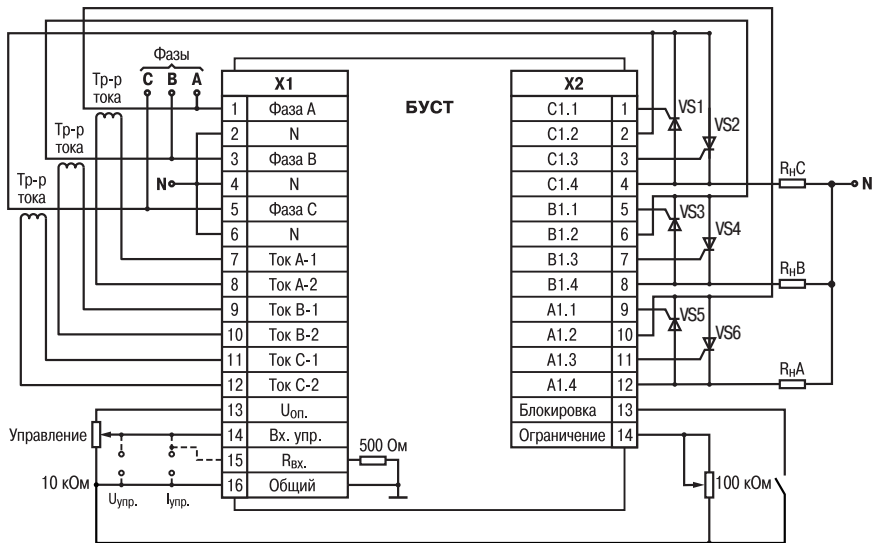 Фазы
C B A
Тр-р
тока
Тр-р
тока
Тр-р
тока
N
X1
1 Фаза A
2 N
3 Фаза B
4 N
5 Фаза C
6 N
7 Ток A-1
8 Ток A-2
9 Ток B-1
10 Ток B-2
11 Ток C-1
12 Ток C-2
13 Uоп.
14 Вх. упр.
15 Rвх.
16 Общий
Управление
10 кОм
Uупр.
Iупр.
500 Ом
БУСТ
X2
C1.1 1
C1.2 2
C1.3 3
C1.4 4
B1.1 5
B1.2 6
B1.3 7
B1.4 8
A1.1 9
A1.2 10
A1.3 11
A1.4 12
Блокировка 13
Ограничение 14
VS1
VS2
VS3
VS4
VS5
VS6
RнC
RнB
RнA
N
100 кОм